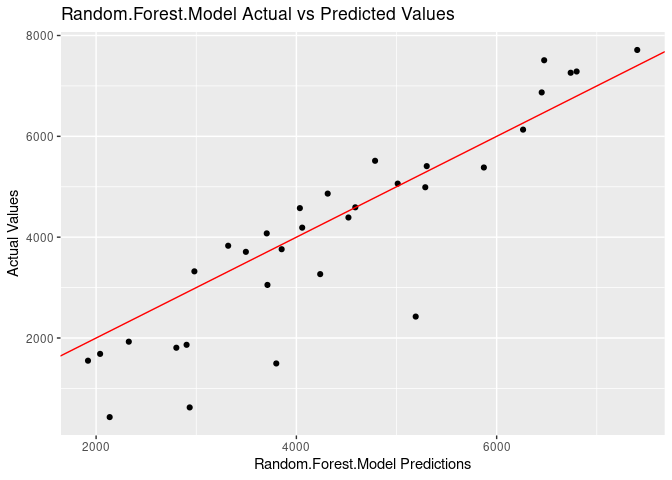 Random.Forest.Model Actual vs Predicted Values
8000
6000
4000
2000
Actual Values
2000 4000 6000
Random.Forest.Model Predictions